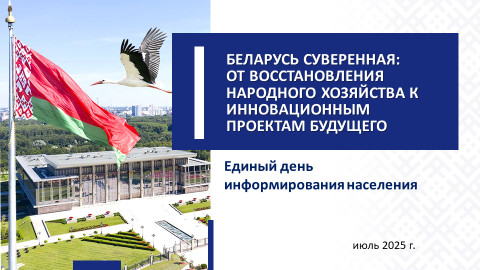 БЕЛАРУСЬ СУВЕРЕННАЯ:
ОТ ВОССТАНОВЛЕНИЯ
НАРОДНОГО ХОЗЯЙСТВА К
ИННОВАЦИОННЫМ
ПРОЕКТАМ БУДУЩЕГО
Единый день
информирования населения
июль 2025 г.